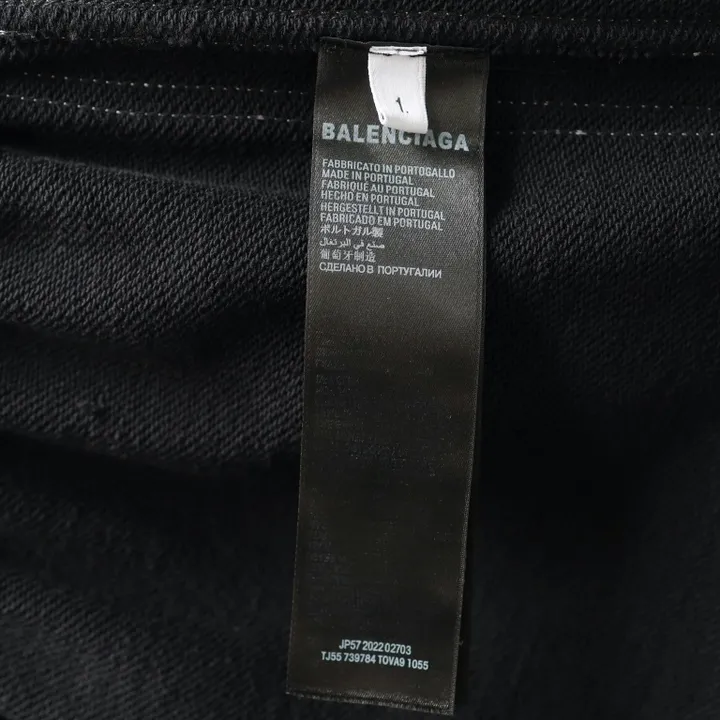 1.
BALENCIAGA
FABBRICATO IN PORTOGALLO
MADE IN PORTUGAL
FABRIQUÉ AU PORTUGAL
HECHO EN PORTUGAL
HERGESTELLT IN PORTUGAL
FABRICADO EM PORTUGAL
ポルトガル製
صنع في البرتغال
葡萄牙制造
СДЕЛАНО В ПОРТУГАЛИИ
JP57 2022 02703
TJ55 739784 TOVA9 1055